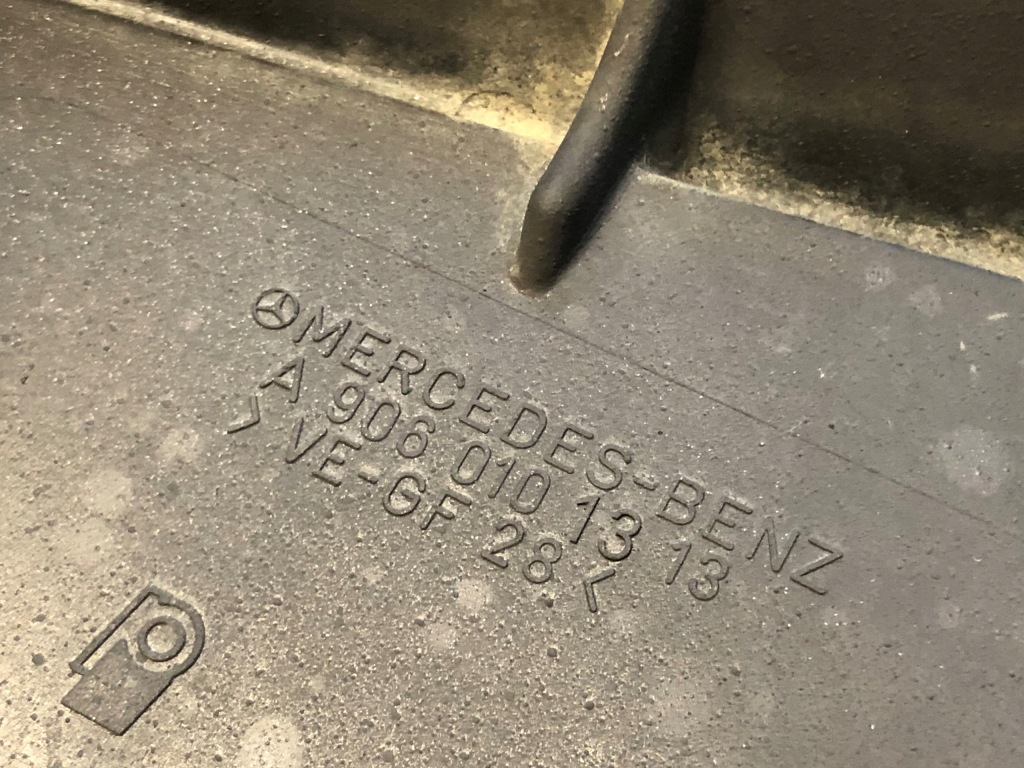 MERCEDES-BENZ
A 906 010 13 13
> VE-GF 28 <